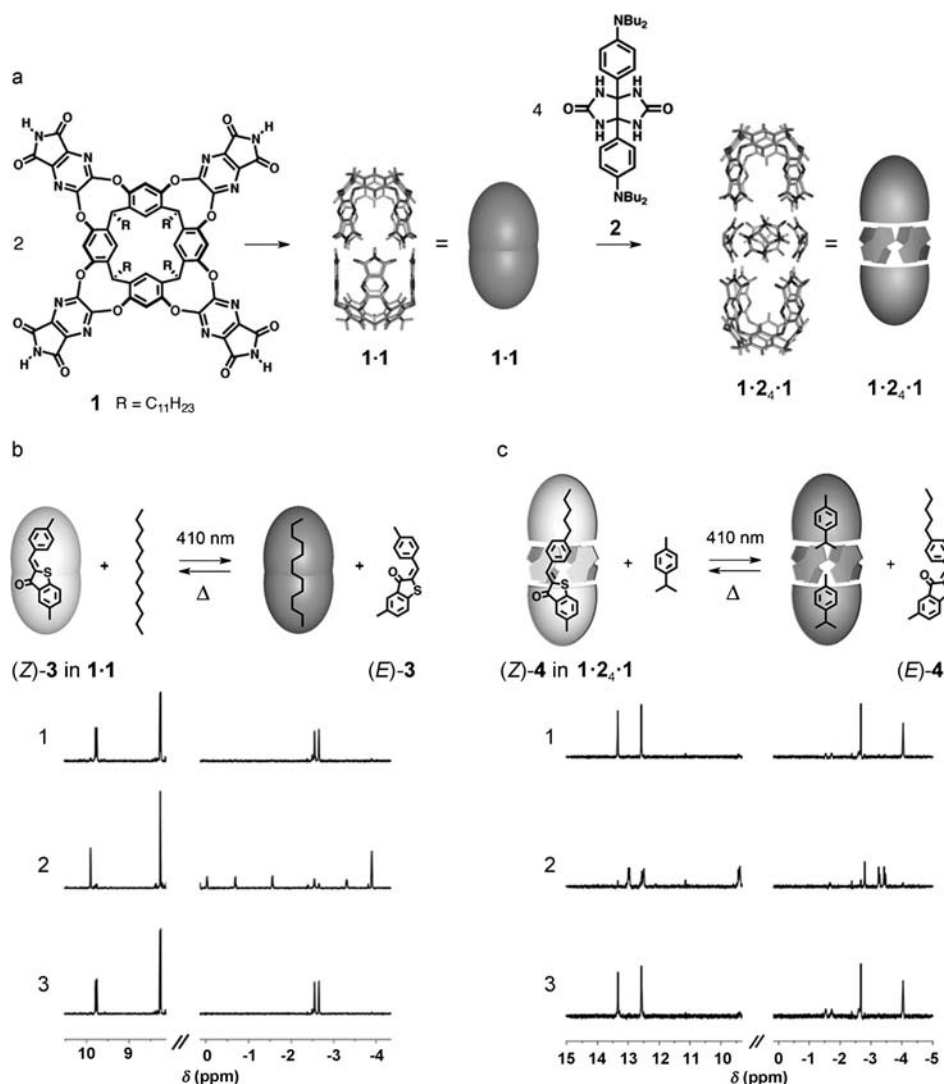 a
2
H
N
O
O
N
N
O
O
R
R
R
R
O
O
N
N
O
O
N
H
1 R = C11H23
1·1
=
1·1
4
NBu2
H
N
H
N
O
O
N
H
N
H
NBu2
2
1·24·1
=
1·24·1
b
O
S
+
410 nm
Δ
+
O
S
(Z)-3 in 1·1
(E)-3
1
2
3
10 9 // 0 -1 -2 -3 -4
δ (ppm)
c
O
S
+
410 nm
Δ
+
O
S
(Z)-4 in 1·24·1
(E)-4
1
2
3
15 14 13 12 11 10 // 0 -1 -2 -3 -4 -5
δ (ppm)